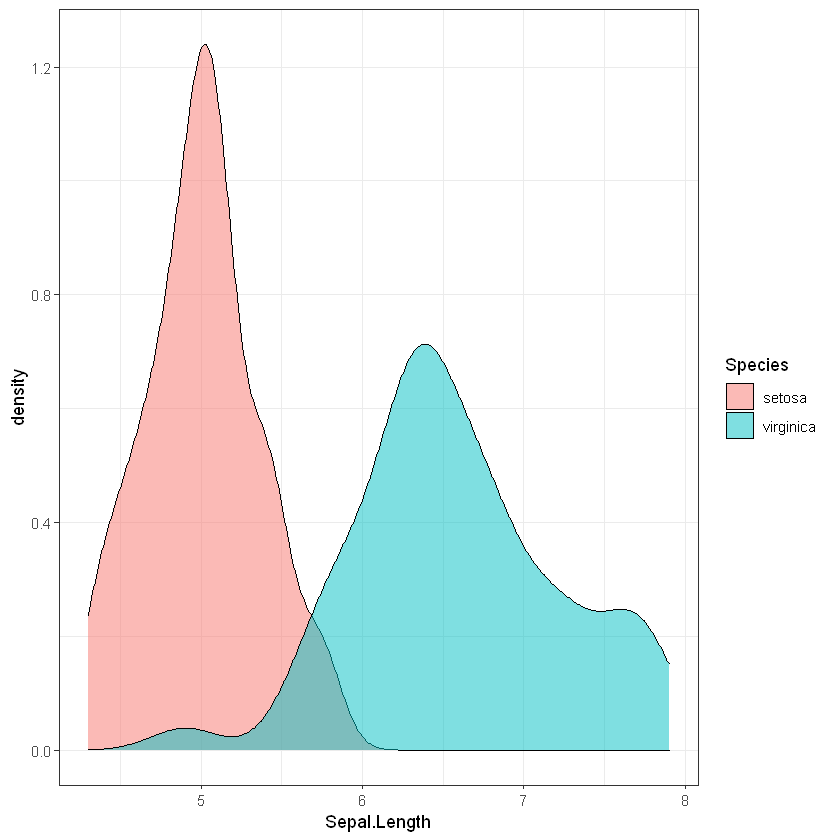 1.2
0.8
0.4
0.0
density
5 6 7 8
Sepal.Length
Species
setosa
virginica